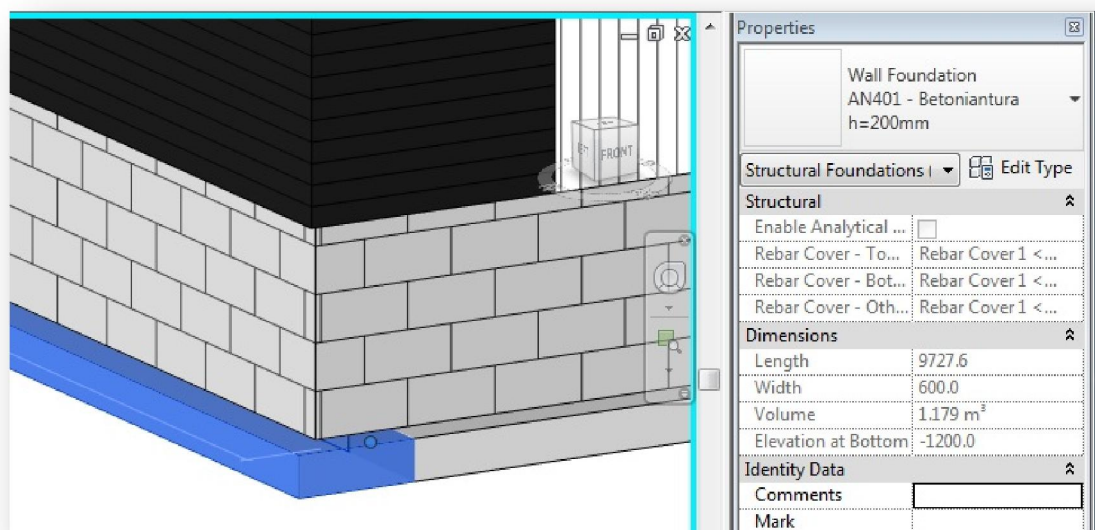 Properties
Wall Foundation
AN401 - Betoniantura
h=200mm
Structural Foundations (
Edit Type
Structural
Enable Analytical ...
Rebar Cover - To... Rebar Cover 1 <...
Rebar Cover - Bot... Rebar Cover 1 <...
Rebar Cover - Oth... Rebar Cover 1 <...
Dimensions
Length 9727.6
Width 600.0
Volume 1.179 m³
Elevation at Bottom -1200.0
Identity Data
Comments
Mark
FRONT